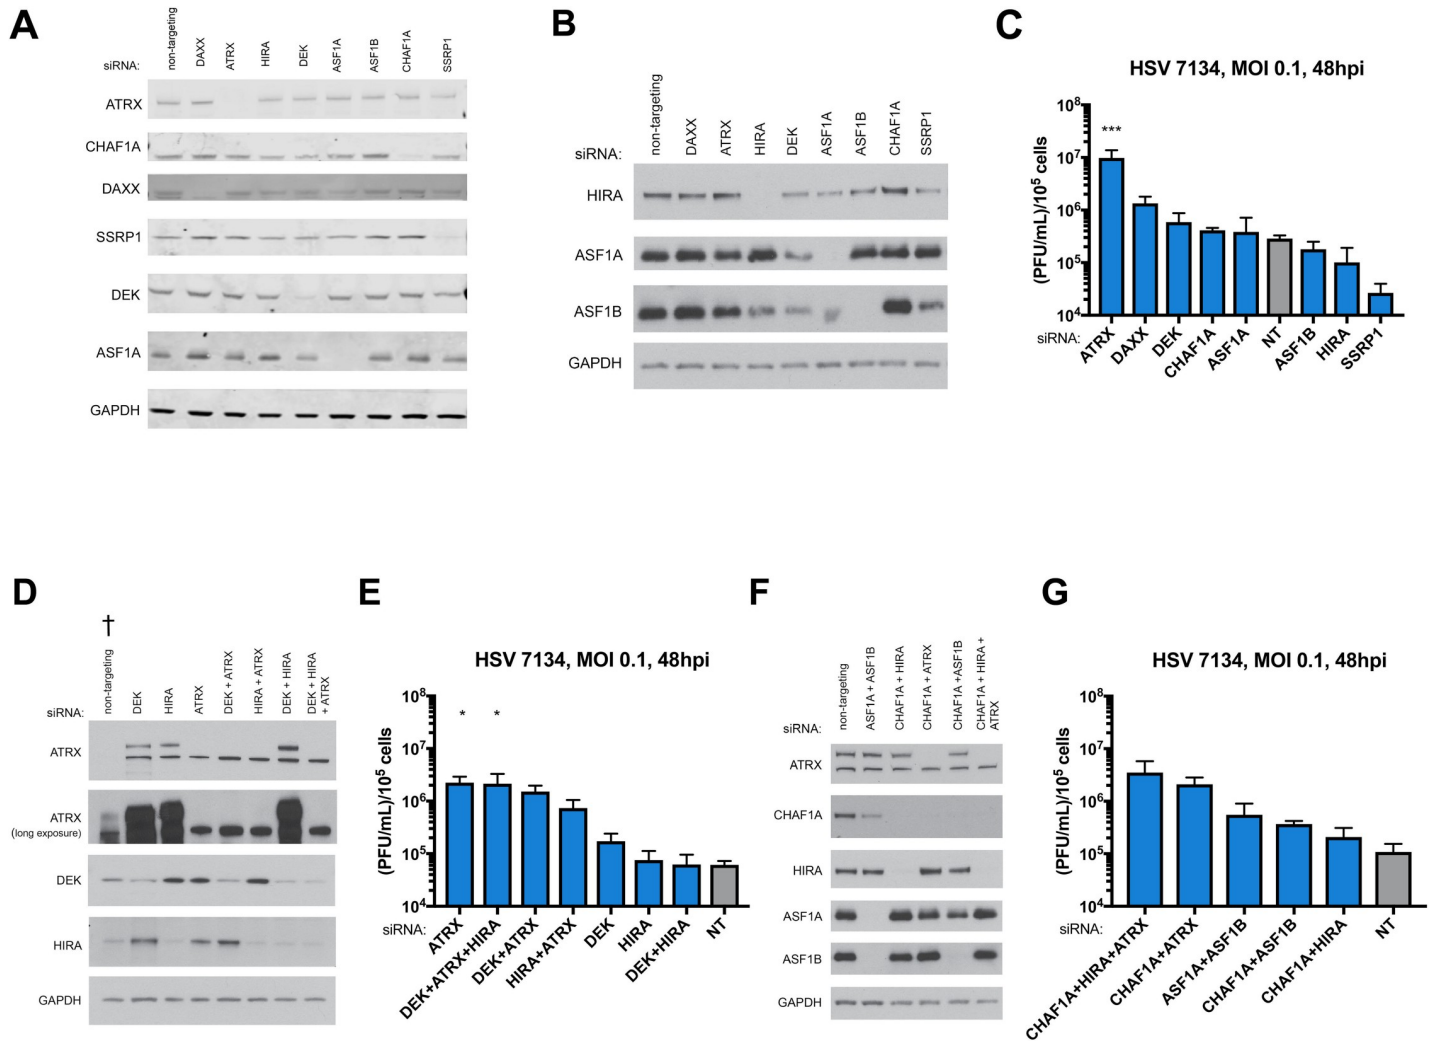 A
siRNA:
non-targeting
DAXX
ATRX
HIRA
DEK
ASF1A
ASF1B
CHAF1A
SSRP1
ATRX
CHAF1A
DAXX
SSRP1
DEK
ASF1A
GAPDH
B
siRNA:
non-targeting
DAXX
ATRX
HIRA
DEK
ASF1A
ASF1B
CHAF1A
SSRP1
HIRA
ASF1A
ASF1B
GAPDH
C
HSV 7134, MOI 0.1, 48hpi
(PFU/mL)/10⁵ cells
10⁸
10⁷
10⁶
10⁵
10⁴
***
siRNA:
ATRX
DAXX
DEK
CHAF1A
ASF1A
NT
ASF1B
HIRA
SSRP1
D
†
siRNA:
non-targeting
DEK
HIRA
ATRX
DEK + ATRX
HIRA + ATRX
DEK + HIRA
DEK + HIRA
+ ATRX
ATRX
ATRX
(long exposure)
DEK
HIRA
GAPDH
E
HSV 7134, MOI 0.1, 48hpi
(PFU/mL)/10⁵ cells
10⁸
10⁷
10⁶
10⁵
10⁴
*
*
siRNA:
ATRX
DEK+ATRX+HIRA
DEK+ATRX
HIRA+ATRX
DEK
HIRA
DEK+HIRA
NT
F
siRNA:
non-targeting
ASF1A + ASF1B
CHAF1A + HIRA
CHAF1A + ATRX
CHAF1A +ASF1B
CHAF1A + HIRA +
ATRX
ATRX
CHAF1A
HIRA
ASF1A
ASF1B
GAPDH
G
HSV 7134, MOI 0.1, 48hpi
(PFU/mL)/10⁵ cells
10⁸
10⁷
10⁶
10⁵
10⁴
siRNA:
CHAF1A+HIRA+ATRX
CHAF1A+ATRX
ASF1A+ASF1B
CHAF1A+ASF1B
CHAF1A+HIRA
NT